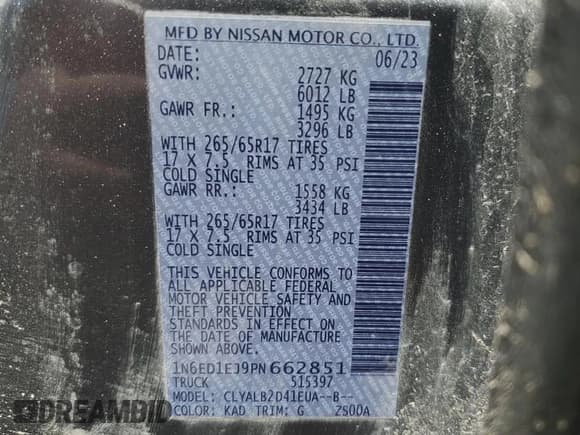 MFD BY NISSAN MOTOR CO., LTD.
DATE: 06/23
GVWR: 2727 KG
6012 LB
GAWR FR.: 1495 KG
3296 LB
WITH 265/65R17 TIRES
17 X 7.5 RIMS AT 35 PSI
COLD SINGLE
GAWR RR.: 1558 KG
3434 LB
WITH 265/65R17 TIRES
17 X 7.5 RIMS AT 35 PSI
COLD SINGLE
THIS VEHICLE CONFORMS TO
ALL APPLICABLE FEDERAL
MOTOR VEHICLE SAFETY AND
THEFT PREVENTION
STANDARDS IN EFFECT ON
THE DATE OF MANUFACTURE
SHOWN ABOVE.
1N6ED1EJ9PN662851
TRUCK 515397
MODEL: CLYALB2D41EUA--B--
COLOR: KAD TRIM: G ZS00A